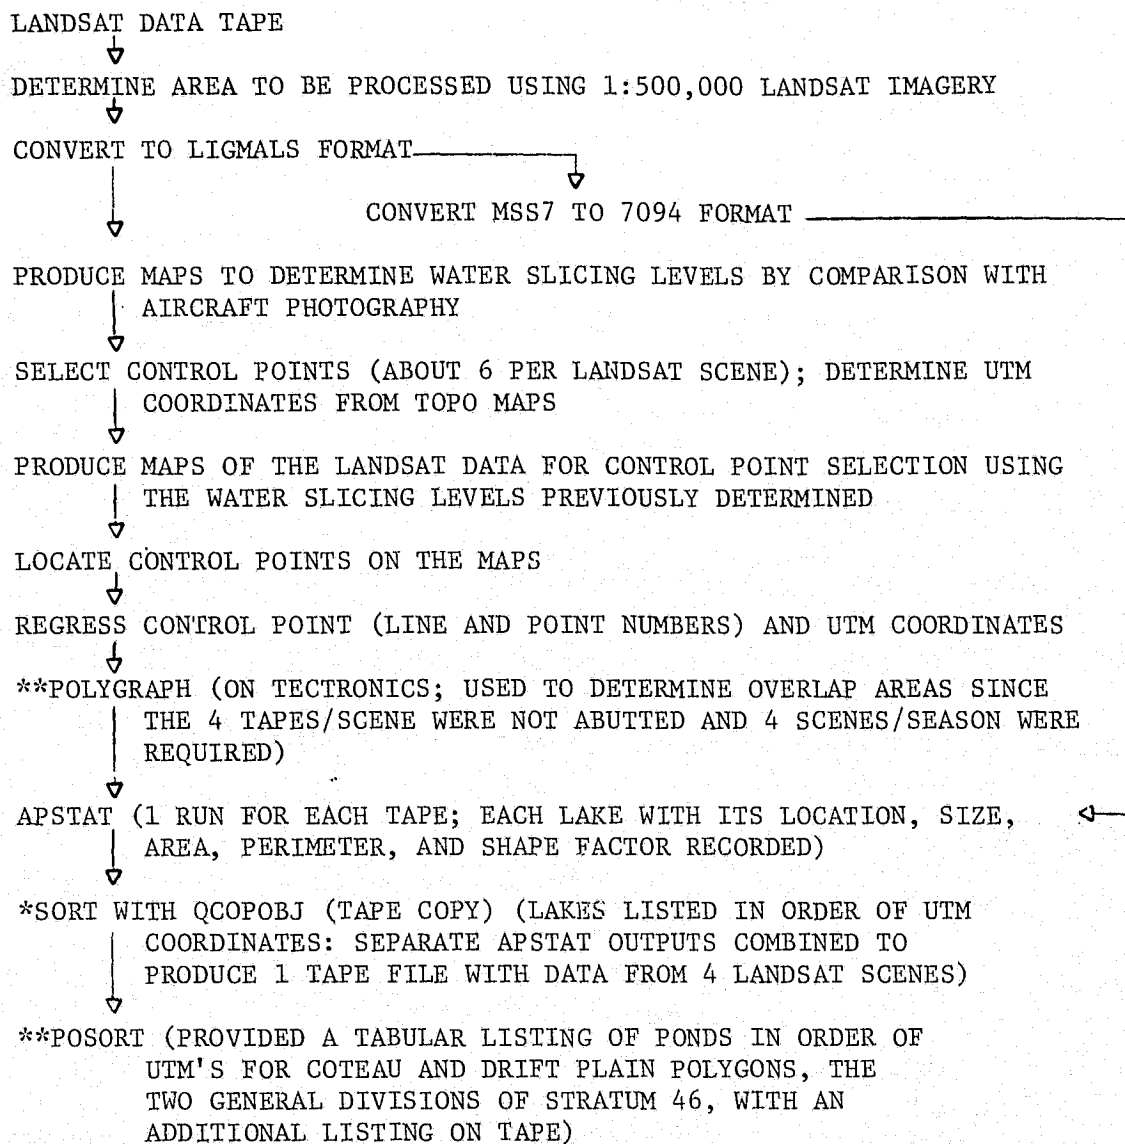 LANDSAT DATA TAPE
DETERMINE AREA TO BE PROCESSED USING 1:500,000 LANDSAT IMAGERY
CONVERT TO LIGMALS FORMAT
CONVERT MSS7 TO 7094 FORMAT
PRODUCE MAPS TO DETERMINE WATER SLICING LEVELS BY COMPARISON WITH
AIRCRAFT PHOTOGRAPHY
SELECT CONTROL POINTS (ABOUT 6 PER LANDSAT SCENE); DETERMINE UTM
COORDINATES FROM TOPO MAPS
PRODUCE MAPS OF THE LANDSAT DATA FOR CONTROL POINT SELECTION USING
THE WATER SLICING LEVELS PREVIOUSLY DETERMINED
LOCATE CONTROL POINTS ON THE MAPS
REGRESS CONTROL POINT (LINE AND POINT NUMBERS) AND UTM COORDINATES
**POLYGRAPH (ON TECTRONICS; USED TO DETERMINE OVERLAP AREAS SINCE
THE 4 TAPES/SCENE WERE NOT ABUTTED AND 4 SCENES/SEASON WERE
REQUIRED)
APSTAT (1 RUN FOR EACH TAPE; EACH LAKE WITH ITS LOCATION, SIZE,
AREA, PERIMETER, AND SHAPE FACTOR RECORDED)
*SORT WITH QCOPOBJ (TAPE COPY) (LAKES LISTED IN ORDER OF UTM
COORDINATES: SEPARATE APSTAT OUTPUTS COMBINED TO
PRODUCE 1 TAPE FILE WITH DATA FROM 4 LANDSAT SCENES)
**POSORT (PROVIDED A TABULAR LISTING OF PONDS IN ORDER OF
UTM'S FOR COTEAU AND DRIFT PLAIN POLYGONS, THE
TWO GENERAL DIVISIONS OF STRATUM 46, WITH AN
ADDITIONAL LISTING ON TAPE)